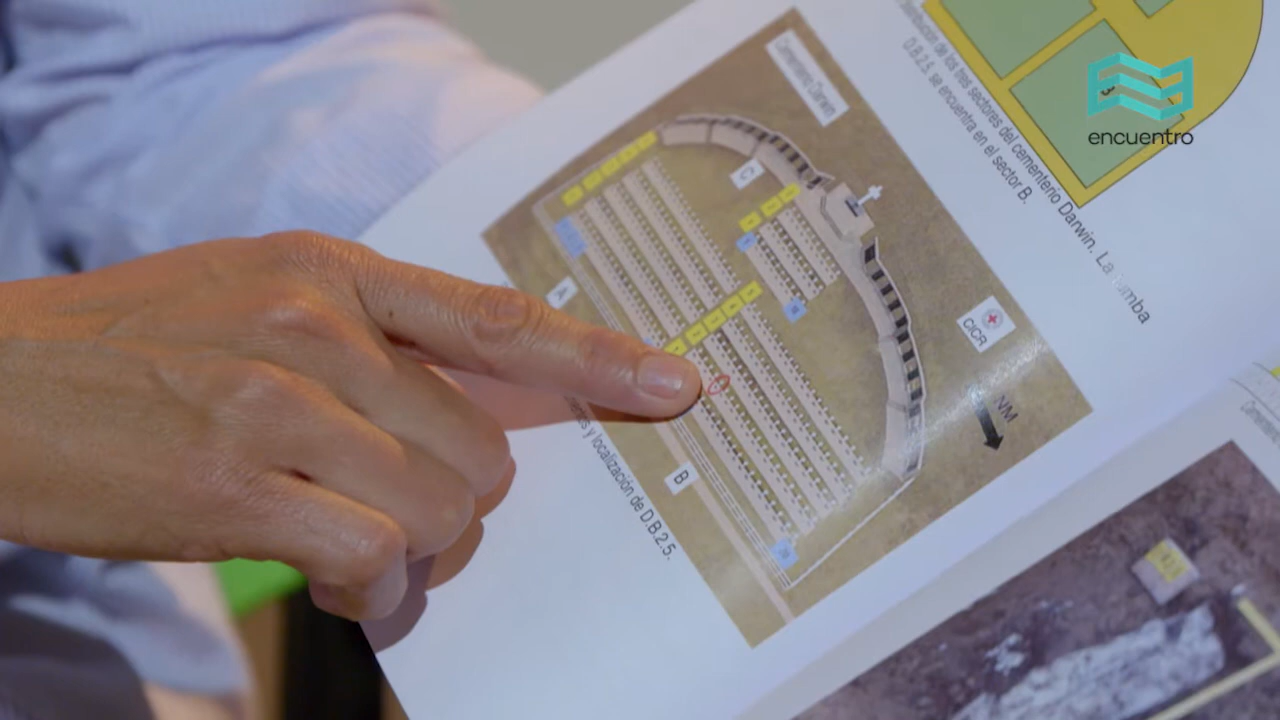 Distribución de los tres sectores del cementerio Darwin. La tumba
D.B.2.5. se encuentra en el sector B.
3
encuentro
Cementerio Darwin
C
A
B
CICR
NM
y localización de D.B.2.5.